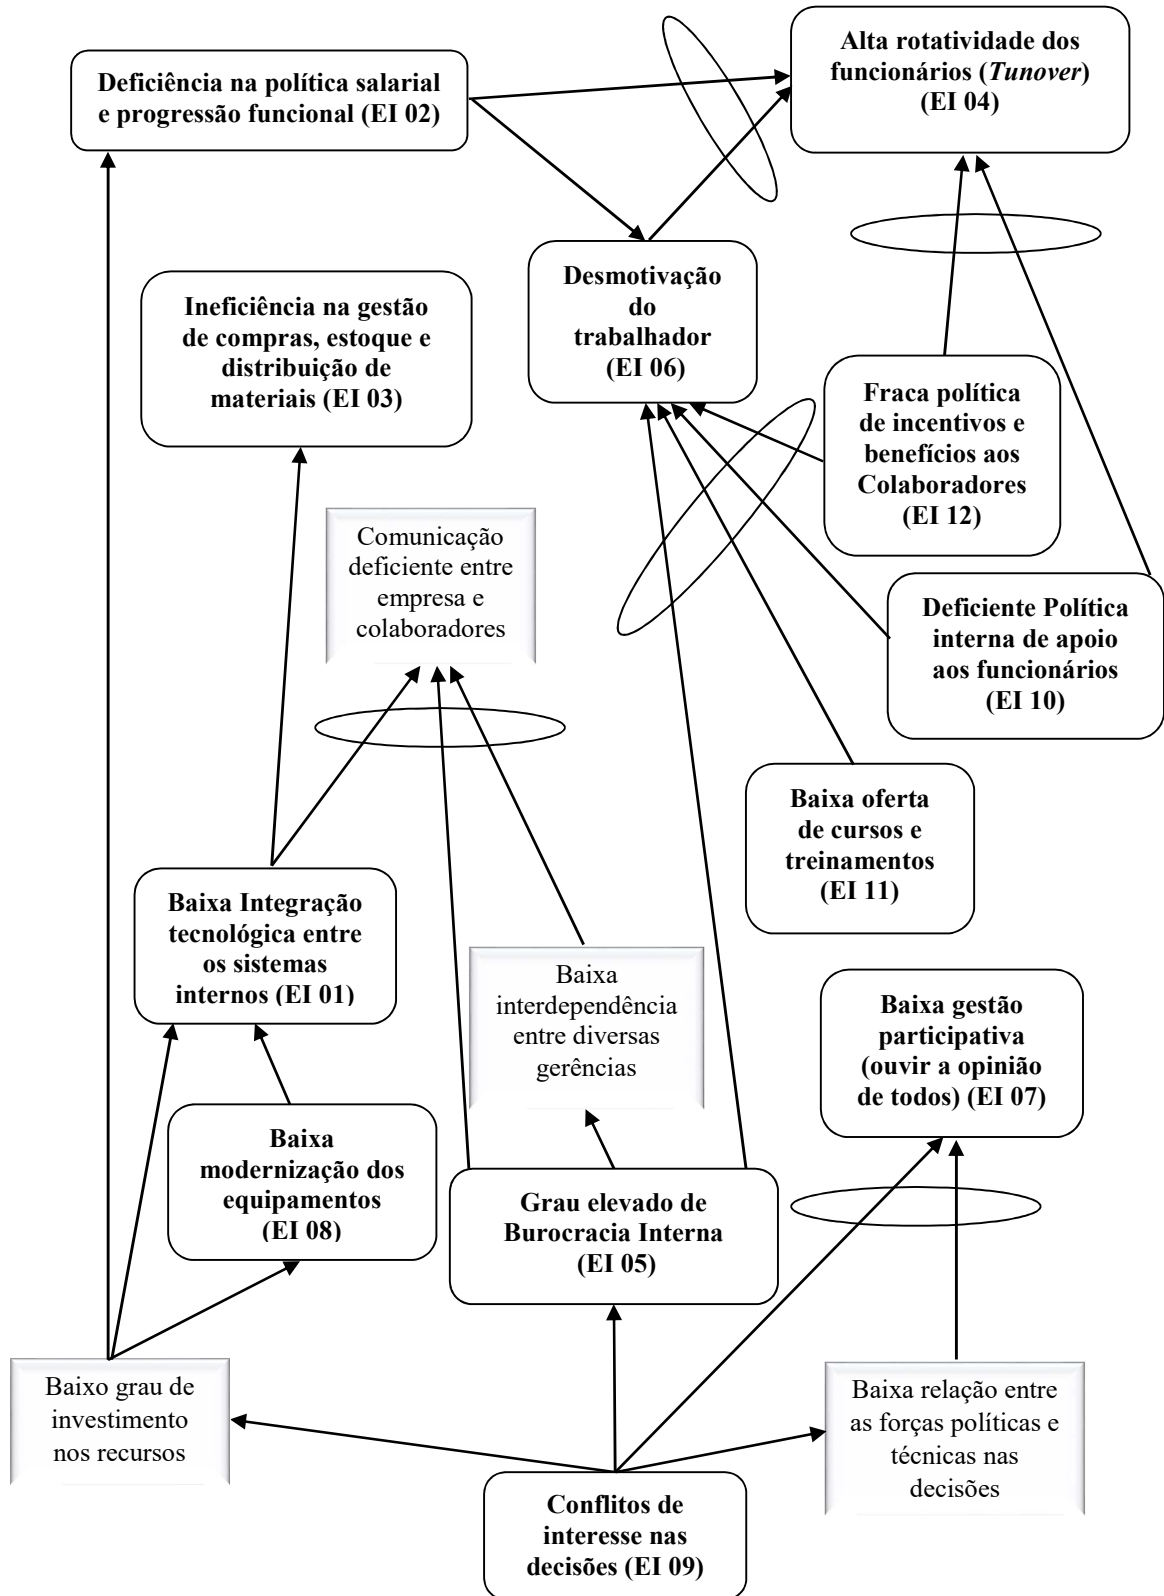 Alta rotatividade dos
funcionários (Tunover)
(EI 04)
Deficiência na política salarial
e progressão funcional (EI 02)
Desmotivação
do
trabalhador
(EI 06)
Ineficiência na gestão
de compras, estoque e
distribuição de
materiais (EI 03)
Fraca política
de incentivos e
benefícios aos
Colaboradores
(EI 12)
Comunicação
deficiente entre
empresa e
colaboradores
Deficiente Política
interna de apoio
aos funcionários
(EI 10)
Baixa oferta
de cursos e
treinamentos
(EI 11)
Baixa Integração
tecnológica entre
os sistemas
internos (EI 01)
Baixa
interdependência
entre diversas
gerências
Baixa gestão
participativa
(ouvir a opinião
de todos) (EI 07)
Baixa
modernização dos
equipamentos
(EI 08)
Grau elevado de
Burocracia Interna
(EI 05)
Baixo grau de
investimento
nos recursos
Baixa relação entre
as forças políticas e
técnicas nas
decisões
Conflitos de
interesse nas
decisões (EI 09)